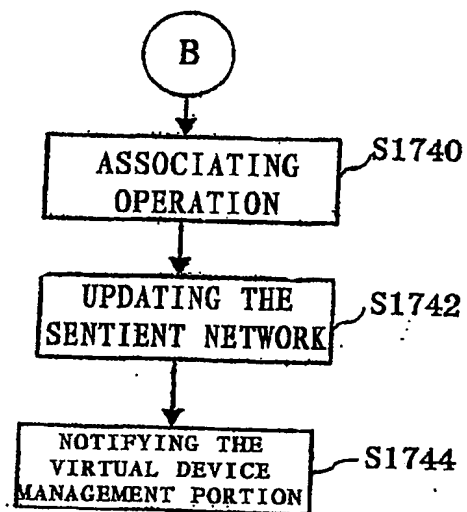 B
ASSOCIATING
OPERATION
S1740
UPDATING THE
SENTIENT NETWORK
S1742
NOTIFYING THE
VIRTUAL DEVICE
MANAGEMENT PORTION
S1744